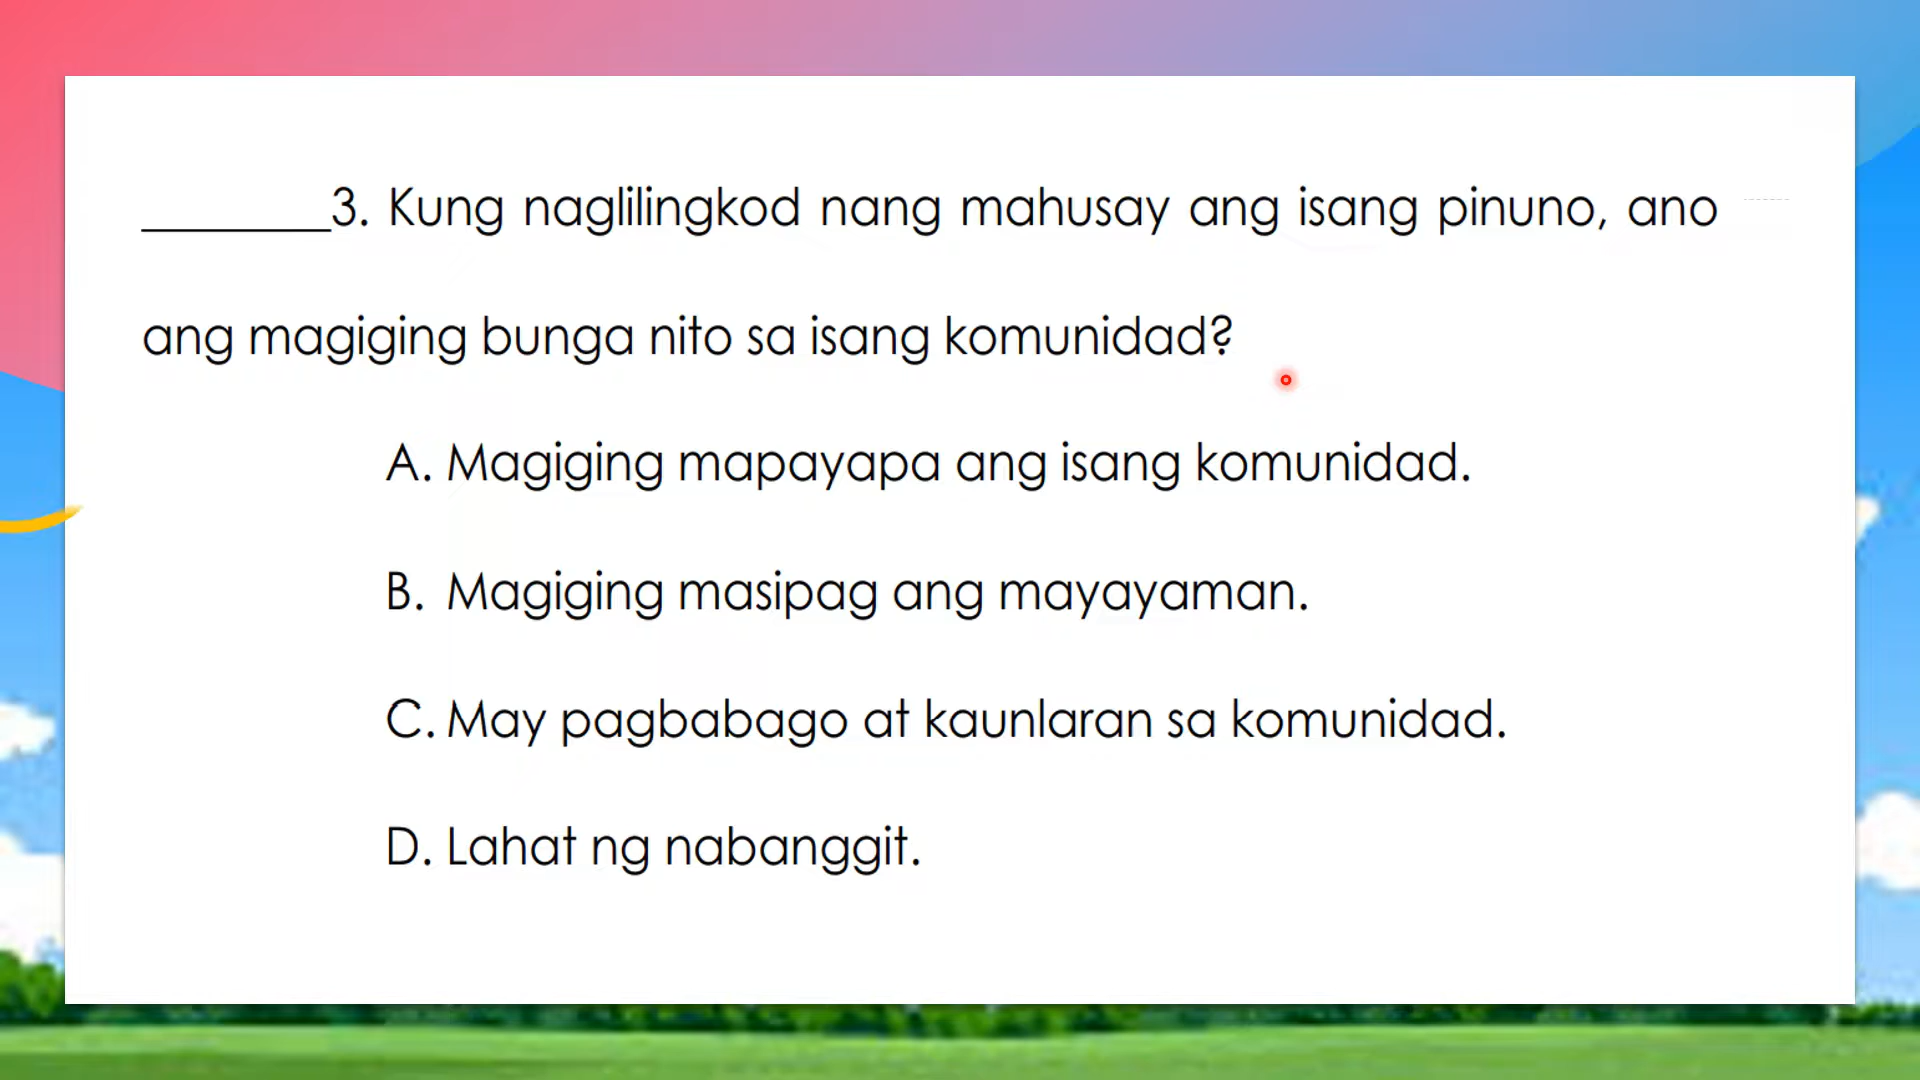 ________3. Kung naglilingkod nang mahusay ang isang pinuno, ano
ang magiging bunga nito sa isang komunidad?
A. Magiging mapayapa ang isang komunidad.
B. Magiging masipag ang mayayaman.
C. May pagbabago at kaunlaran sa komunidad.
D. Lahat ng nabanggit.